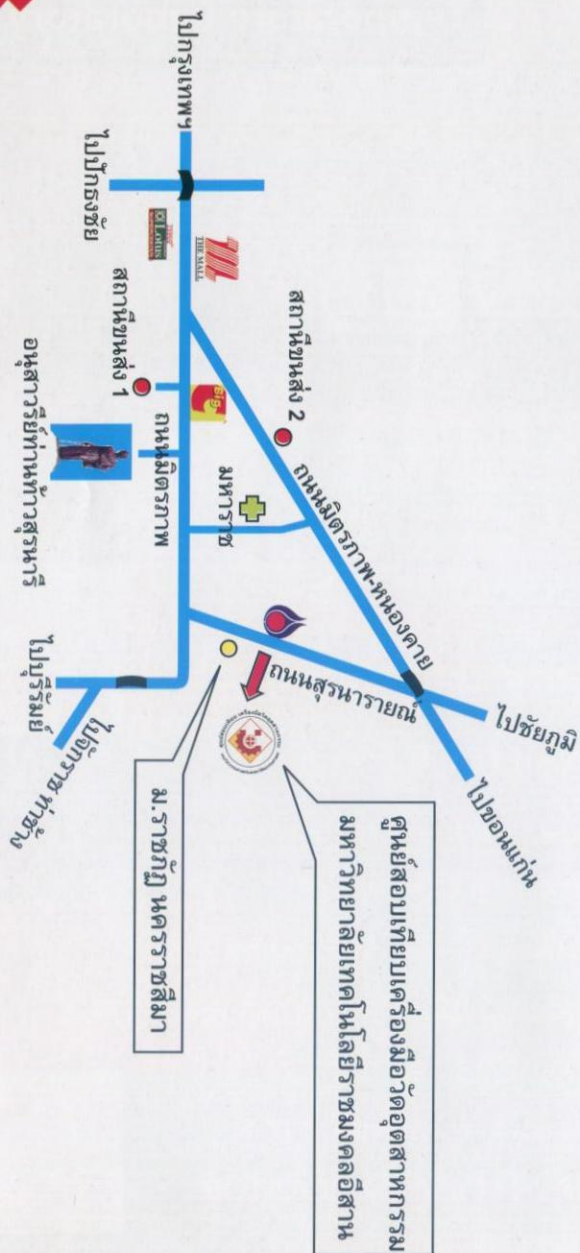 ไปกรุงเทพฯ
ไปปักธงชัย
Lotus
THE MALL
สถานีขนส่ง 1
สถานีขนส่ง 2
Big
อนุสาวรีย์ท่านท้าวสุรนารี
ถนนมิตรภาพ
มหาราช
ถนนมิตรภาพ-หนองคาย
ถนนสุรนารายณ์
ไปชัยภูมิ
ไปขอนแก่น
ไปบุรีรัมย์
ไปจักราช ท่าช้าง
ม.ราชภัฏ นครราชสีมา
ศูนย์สอบเทียบเครื่องมือวัดอุตสาหกรรม
มหาวิทยาลัยเทคโนโลยีราชมงคลอีสาน